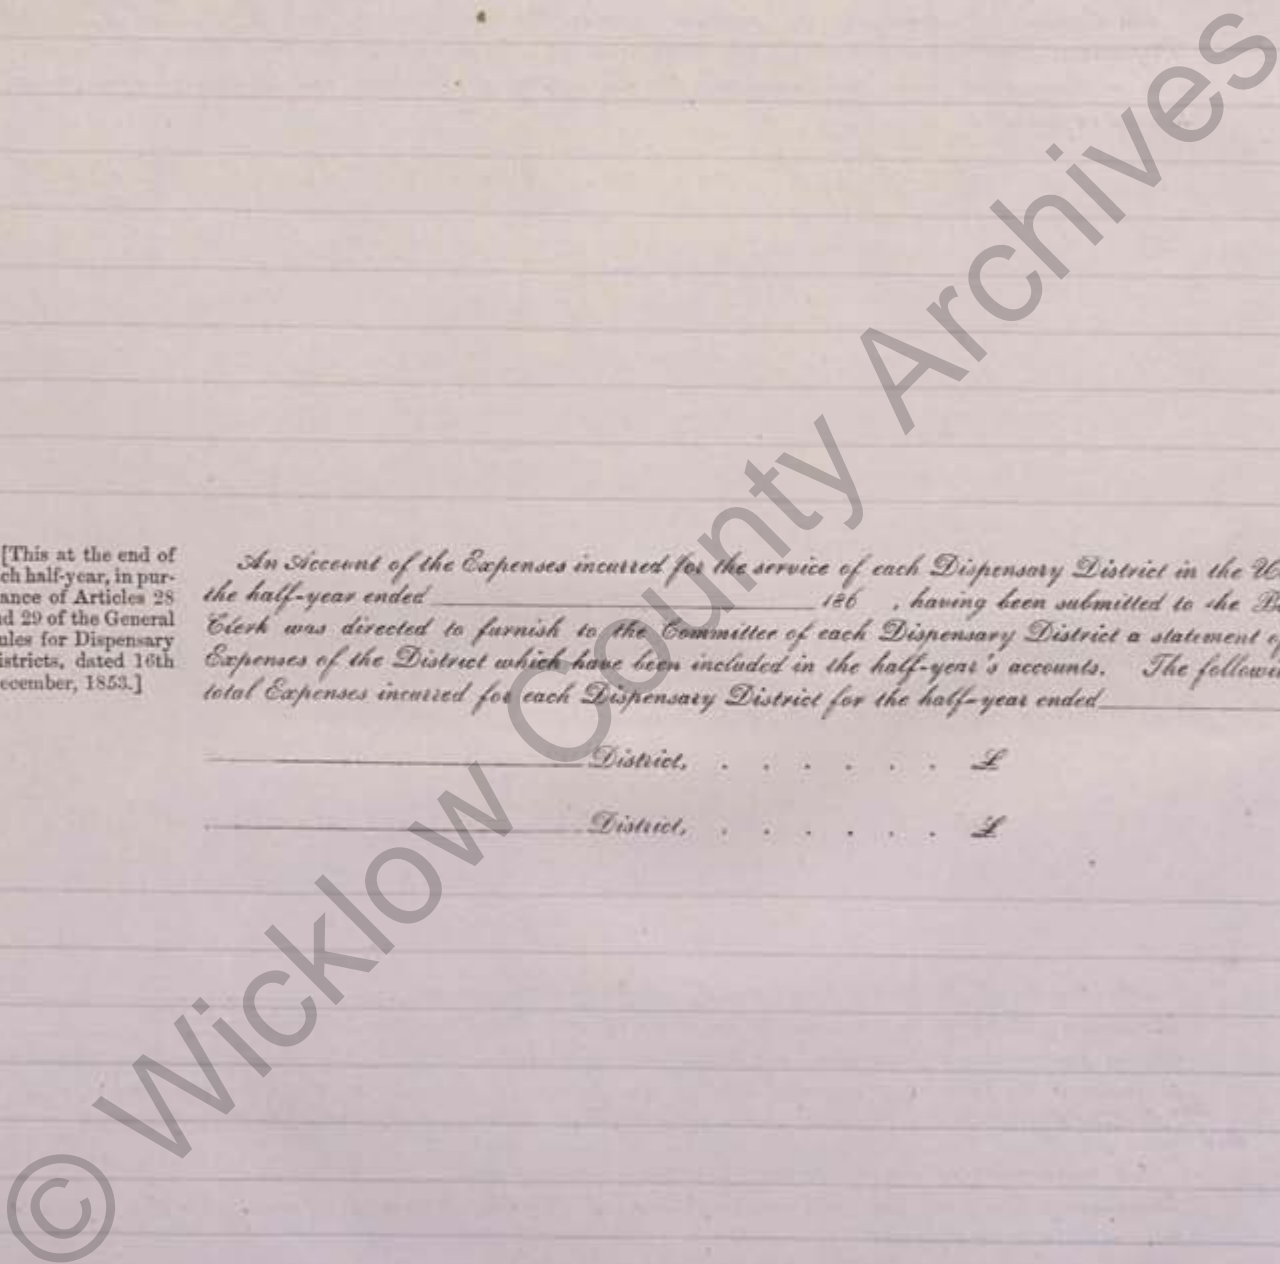 [This at the end of
ch half-year, in pur-
ance of Articles 28
d 29 of the General
ules for Dispensary
istricts, dated 16th
ecember, 1853.]
An Account of the Expenses incurred for the service of each Dispensary District in the U
the half-year ended 186 , having been submitted to the B
Clerk was directed to furnish to the Committee of each Dispensary District a statement of
Expenses of the District which have been included in the half-year's accounts. The followi
total Expenses incurred for each Dispensary District for the half-year ended
District, . . . . . . £
District, . . . . . . £
© Wicklow County Archives